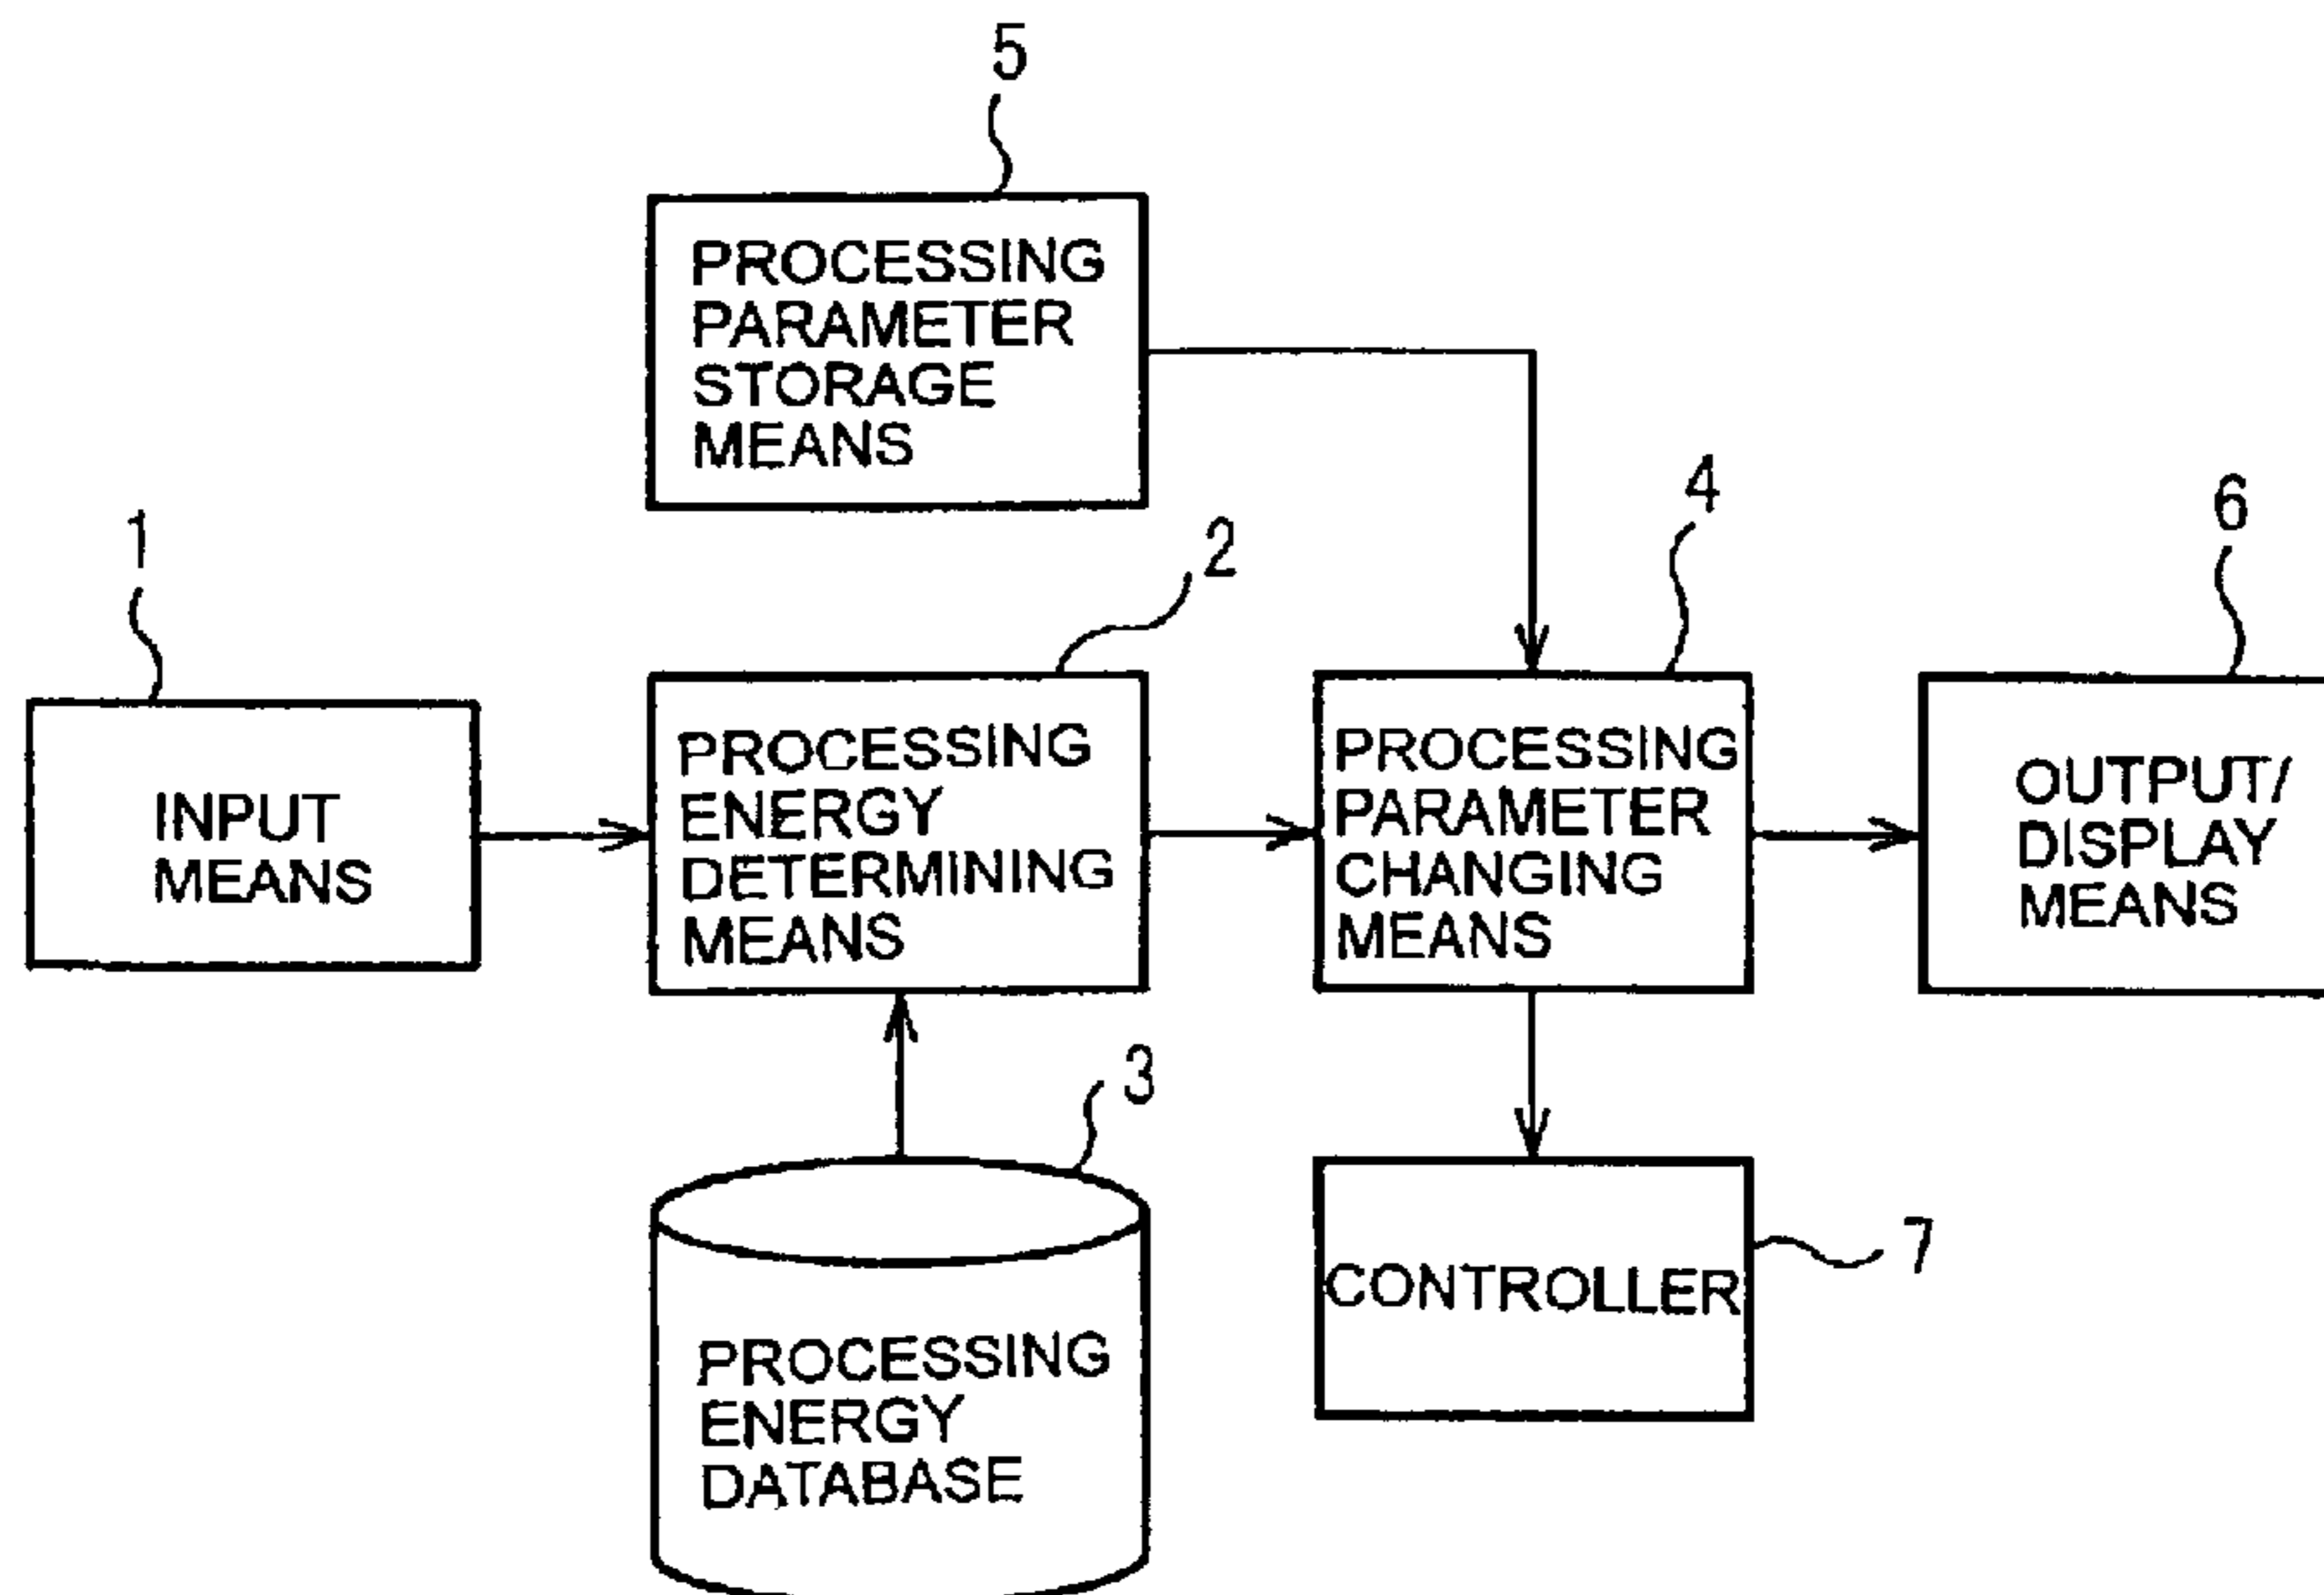 5
PROCESSING
PARAMETER
STORAGE
MEANS
1
2
4
6
INPUT
MEANS
PROCESSING
ENERGY
DETERMINING
MEANS
PROCESSING
PARAMETER
CHANGING
MEANS
OUTPUT/
DISPLAY
MEANS
3
PROCESSING
ENERGY
DATABASE
CONTROLLER
7